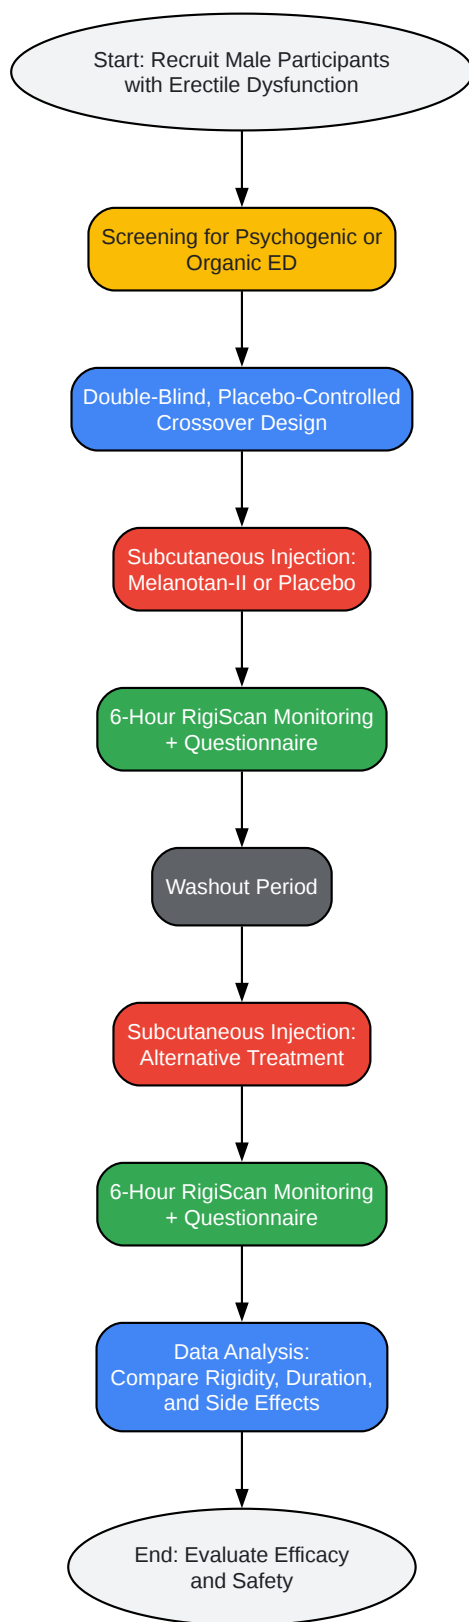 Start: Recruit Male Participants
with Erectile Dysfunction
Screening for Psychogenic or
Organic ED
Double-Blind, Placebo-Controlled
Crossover Design
Subcutaneous Injection:
Melanotan-II or Placebo
6-Hour RigiScan Monitoring
+ Questionnaire
Washout Period
Subcutaneous Injection:
Alternative Treatment
6-Hour RigiScan Monitoring
+ Questionnaire
Data Analysis:
Compare Rigidity, Duration,
and Side Effects
End: Evaluate Efficacy
and Safety